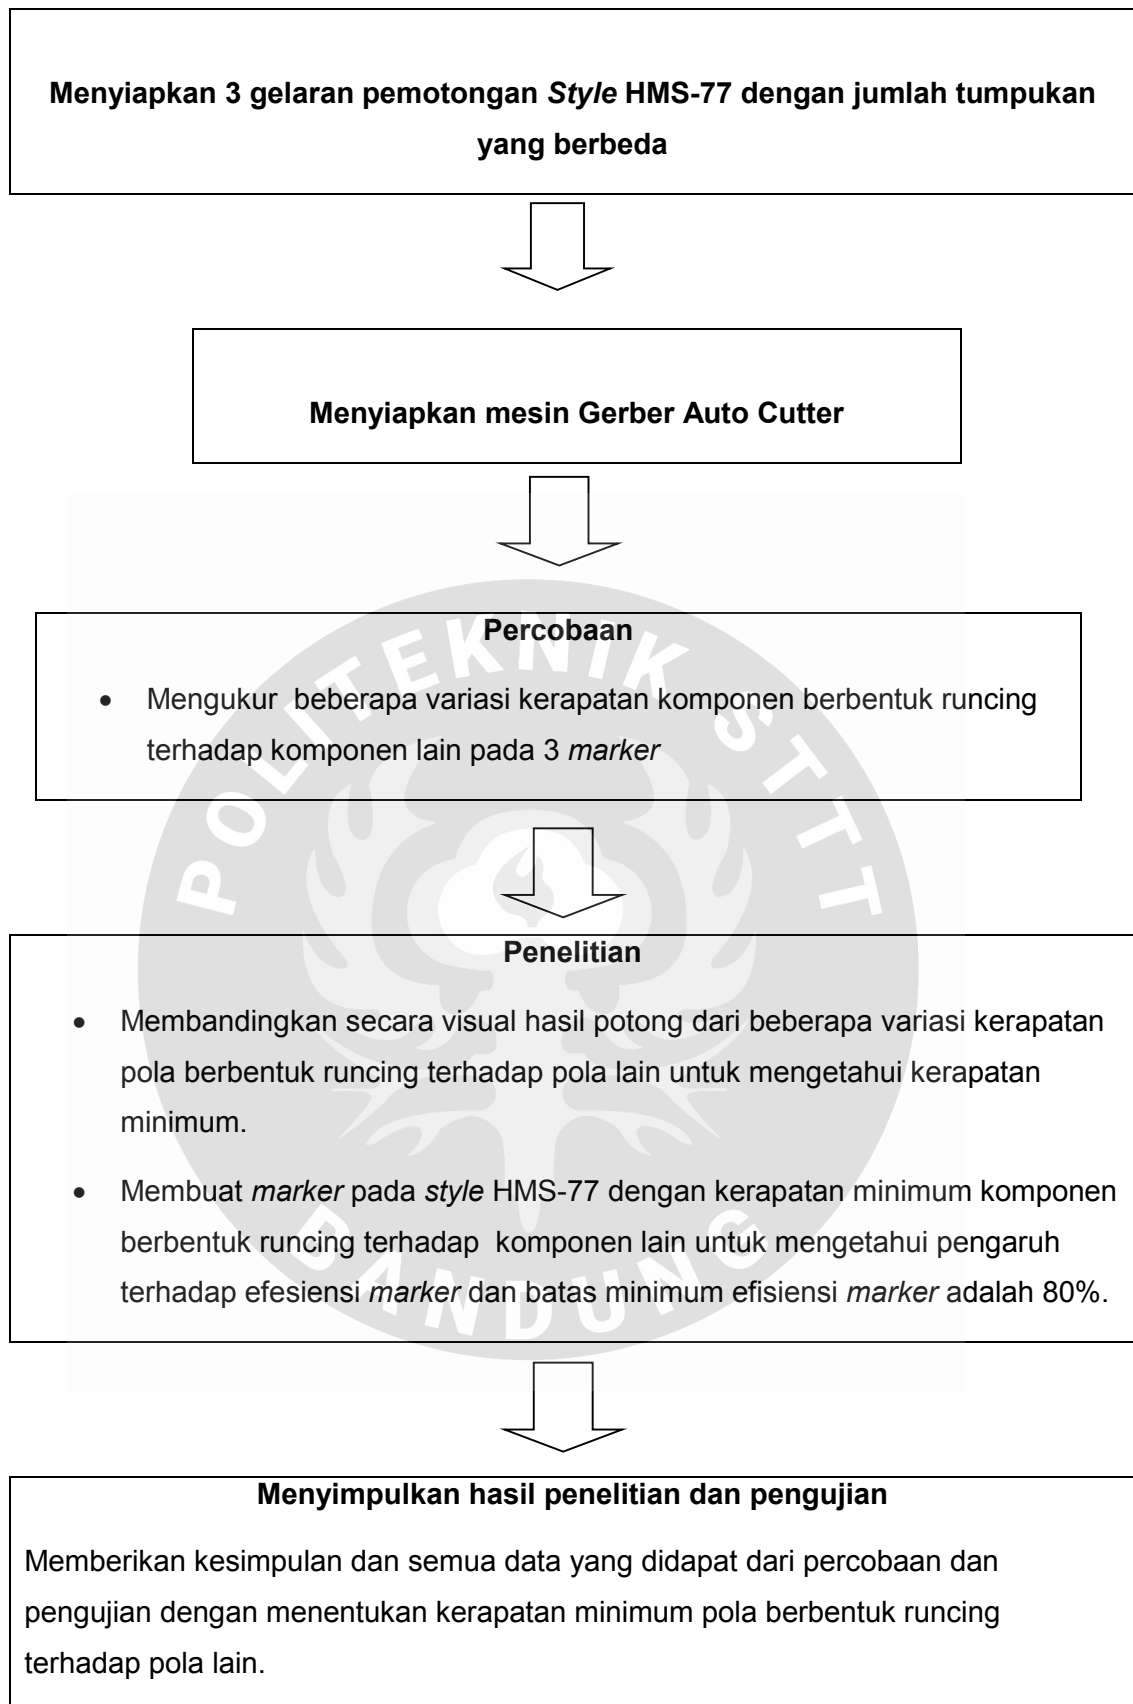 Menyiapkan 3 gelaran pemotongan Style HMS-77 dengan jumlah tumpukan
yang berbeda
Menyiapkan mesin Gerber Auto Cutter
Percobaan
• Mengukur beberapa variasi kerapatan komponen berbentuk runcing
terhadap komponen lain pada 3 marker
Penelitian
• Membandingkan secara visual hasil potong dari beberapa variasi kerapatan
pola berbentuk runcing terhadap pola lain untuk mengetahui kerapatan
minimum.
• Membuat marker pada style HMS-77 dengan kerapatan minimum komponen
berbentuk runcing terhadap komponen lain untuk mengetahui pengaruh
terhadap efesiensi marker dan batas minimum efisiensi marker adalah 80%.
Menyimpulkan hasil penelitian dan pengujian
Memberikan kesimpulan dan semua data yang didapat dari percobaan dan
pengujian dengan menentukan kerapatan minimum pola berbentuk runcing
terhadap pola lain.
POLITEKNIK STTT
BANDUNG